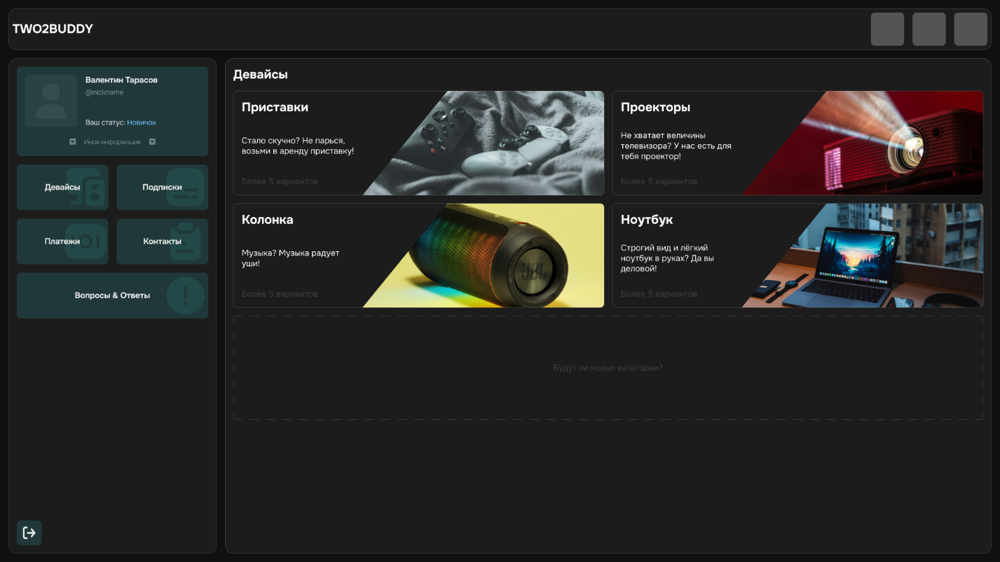 TWO2BUDDY
Валентин Тарасов
@nickname
Ваш статус: Новичок
Иная информация
Девайсы
Подписки
Платежи
Контакты
Вопросы & Ответы
Девайсы
Приставки
Стало скучно? Не парься,
возьми в аренду приставку!
Более 5 вариантов
Проекторы
Не хватает величины
телевизора? У нас есть для
тебя проектор!
Более 5 вариантов
Колонка
Музыка? Музыка радует
уши!
Более 5 вариантов
JBL
Ноутбук
Строгий вид и лёгкий
ноутбук в руках? Да вы
деловой!
Более 5 вариантов
Будут ли новые категории?